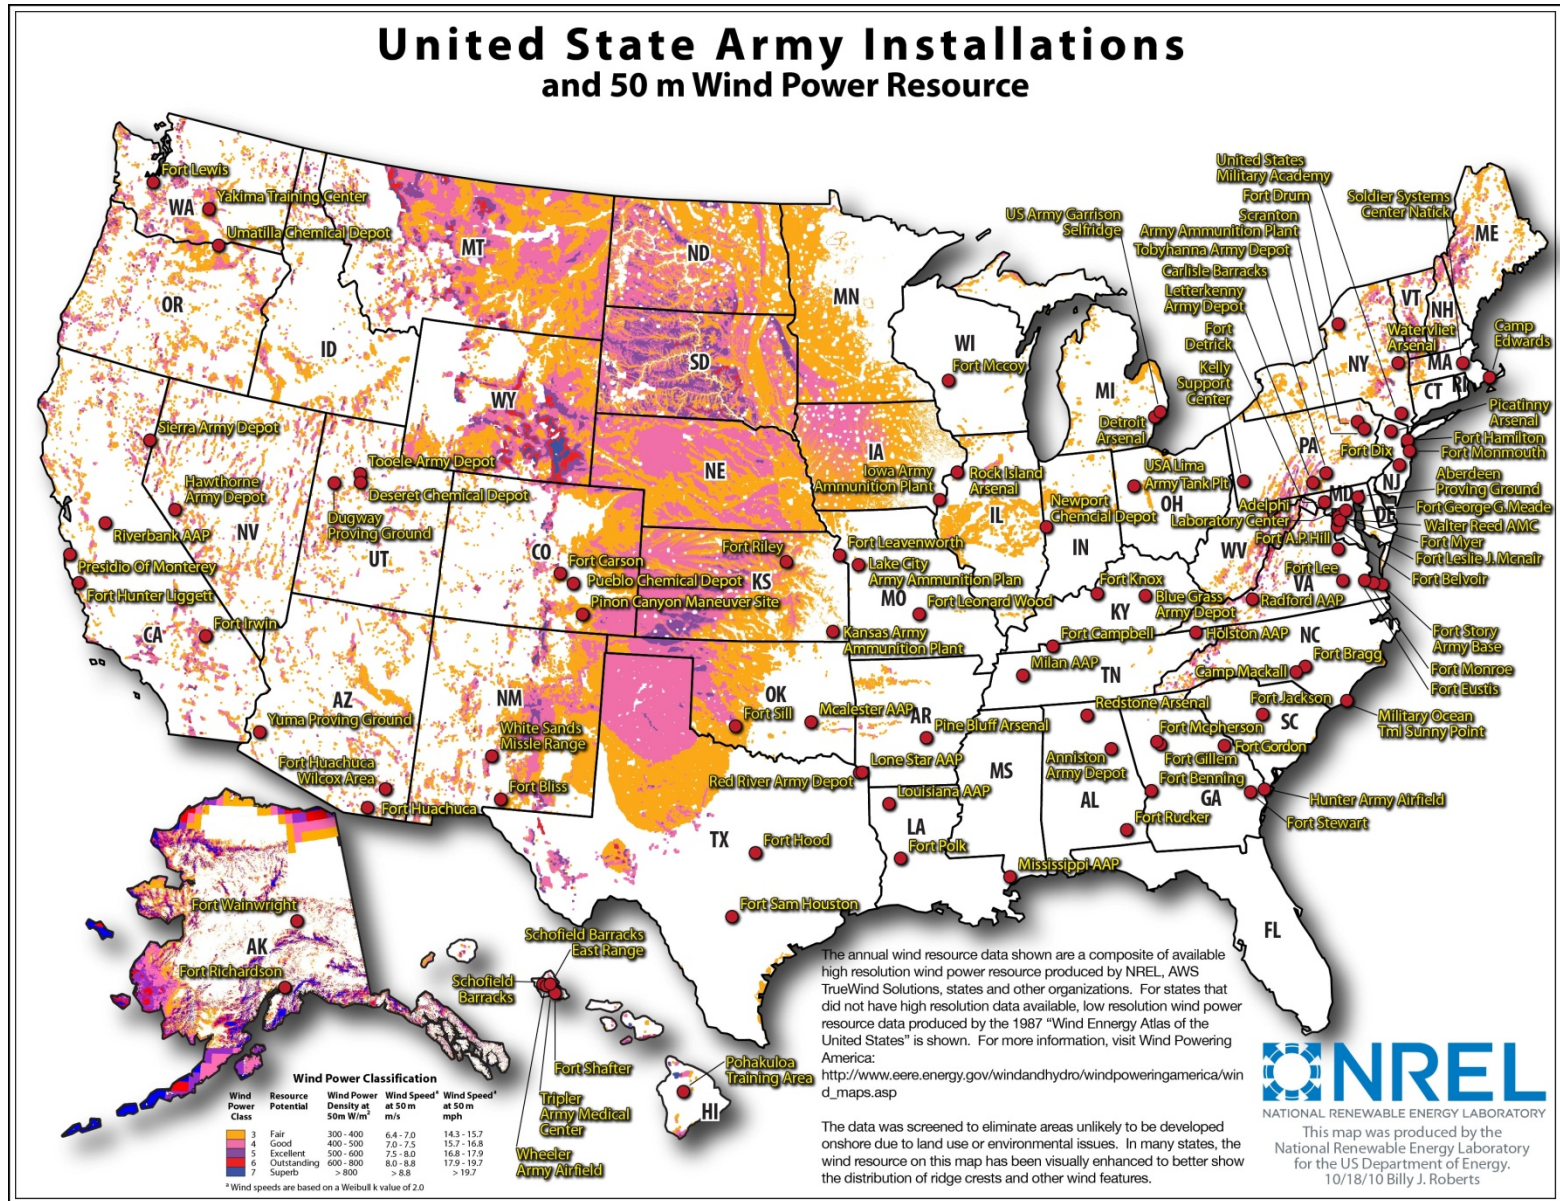 United State Army Installations
and 50 m Wind Power Resource
Fort Lewis
WA
Yakima Training Center
Umatilla Chemical Depot
OR
ID
MT
ND
MN
SD
WY
NE
WI
Fort Mccoy
MI
US Army Garrison
Selfridge
Detroit
Arsenal
United States
Military Academy
Fort Drum
Scranton
Army Ammunition Plant
Tobyhanna Army Depot
Carlisle Barracks
Letterkenny
Army Depot
Fort
Detrick
Kelly
Support
Center
Soldier Systems
Center Natick
ME
VT
NH
Watervliet
Arsenal
NY
MA
CT
RI
Camp
Edwards
Picatinny
Arsenal
Fort Hamilton
Fort Monmouth
Fort Dix
PA
NJ
Aberdeen
Proving Ground
Fort George G. Meade
Walter Reed AMC
Fort Myer
Fort Leslie J. Mcnair
Fort Belvoir
MD
DE
Adelphi
Laboratory Center
Fort A.P. Hill
Fort Lee
WV
VA
Radford AAP
Fort Story
Army Base
Fort Monroe
Fort Eustis
Sierra Army Depot
Hawthorne
Army Depot
NV
Riverbank AAP
Presidio Of Monterey
Fort Hunter Liggett
CA
Fort Irwin
Tooele Army Depot
Deseret Chemical Depot
Dugway
Proving Ground
UT
CO
Fort Carson
Pueblo Chemical Depot
Pinon Canyon Maneuver Site
Fort Riley
KS
Fort Leavenworth
Lake City
Army Ammunition Plan
MO
Fort Leonard Wood
Kansas Army
Ammunition Plant
IA
Iowa Army
Ammunition Plant
Rock Island
Arsenal
IL
Newport
Chemcial Depot
IN
USA Lima
Army Tank Plt
OH
Fort Knox
Blue Grass
Army Depot
KY
Fort Campbell
Milan AAP
TN
Holston AAP
NC
Fort Bragg
Camp Mackall
Fort Jackson
SC
Military Ocean
Tml Sunny Point
AZ
Yuma Proving Ground
Fort Huachuca
Wilcox Area
Fort Huachuca
NM
White Sands
Missle Range
Fort Bliss
OK
Fort Sill
Mcalester AAP
AR
Pine Bluff Arsenal
Red River Army Depot
Lone Star AAP
Louisiana AAP
LA
Fort Polk
MS
Mississippi AAP
Redstone Arsenal
Anniston
Army Depot
AL
Fort Rucker
Fort Mcpherson
Fort Gillem
Fort Gordon
Fort Benning
GA
Hunter Army Airfield
Fort Stewart
FL
TX
Fort Hood
Fort Sam Houston
Fort Wainwright
AK
Fort Richardson
Schofield Barracks
East Range
Schofield
Barracks
Fort Shafter
Tripler
Army Medical
Center
Wheeler
Army Airfield
Pohakuloa
Training Area
HI
Wind Power Classification
Wind Power Class Resource Potential Wind Power Density at 50m W/m² Wind Speedᵃ at 50 m m/s Wind Speedᵃ at 50 m mph
3 Fair 300 - 400 6.4 - 7.0 14.3 - 15.7
4 Good 400 - 500 7.0 - 7.5 15.7 - 16.8
5 Excellent 500 - 600 7.5 - 8.0 16.8 - 17.9
6 Outstanding 600 - 800 8.0 - 8.8 17.9 - 19.7
7 Superb > 800 > 8.8 > 19.7
ᵃ Wind speeds are based on a Weibull k value of 2.0
The annual wind resource data shown are a composite of available
high resolution wind power resource produced by NREL, AWS
TrueWind Solutions, states and other organizations. For states that
did not have high resolution data available, low resolution wind power
resource data produced by the 1987 "Wind Ennergy Atlas of the
United States" is shown. For more information, visit Wind Powering
America:
http://www.eere.energy.gov/windandhydro/windpoweringamerica/win
d_maps.asp
The data was screened to eliminate areas unlikely to be developed
onshore due to land use or environmental issues. In many states, the
wind resource on this map has been visually enhanced to better show
the distribution of ridge crests and other wind features.
NREL
NATIONAL RENEWABLE ENERGY LABORATORY
This map was produced by the
National Renewable Energy Laboratory
for the US Department of Energy.
10/18/10 Billy J. Roberts